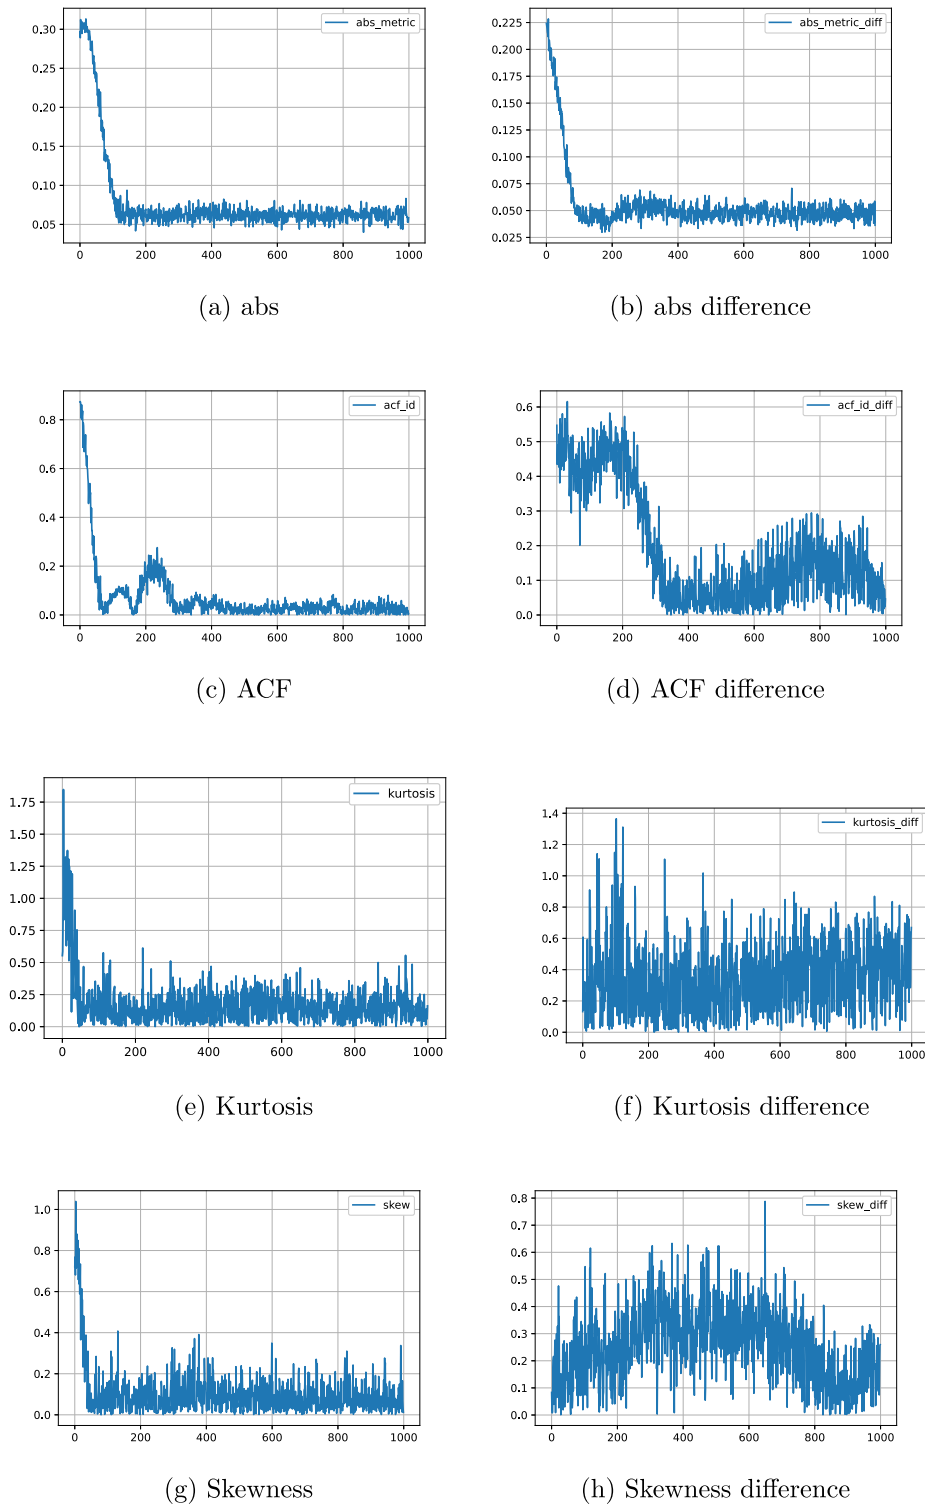 abs_metric
0.30
0.25
0.20
0.15
0.10
0.05
0 200 400 600 800 1000
(a) abs
abs_metric_diff
0.225
0.200
0.175
0.150
0.125
0.100
0.075
0.050
0.025
0 200 400 600 800 1000
(b) abs difference
acf_id
0.8
0.6
0.4
0.2
0.0
0 200 400 600 800 1000
(c) ACF
acf_id_diff
0.6
0.5
0.4
0.3
0.2
0.1
0.0
0 200 400 600 800 1000
(d) ACF difference
kurtosis
1.75
1.50
1.25
1.00
0.75
0.50
0.25
0.00
0 200 400 600 800 1000
(e) Kurtosis
kurtosis_diff
1.4
1.2
1.0
0.8
0.6
0.4
0.2
0.0
0 200 400 600 800 1000
(f) Kurtosis difference
skew
1.0
0.8
0.6
0.4
0.2
0.0
0 200 400 600 800 1000
(g) Skewness
skew_diff
0.8
0.7
0.6
0.5
0.4
0.3
0.2
0.1
0.0
0 200 400 600 800 1000
(h) Skewness difference